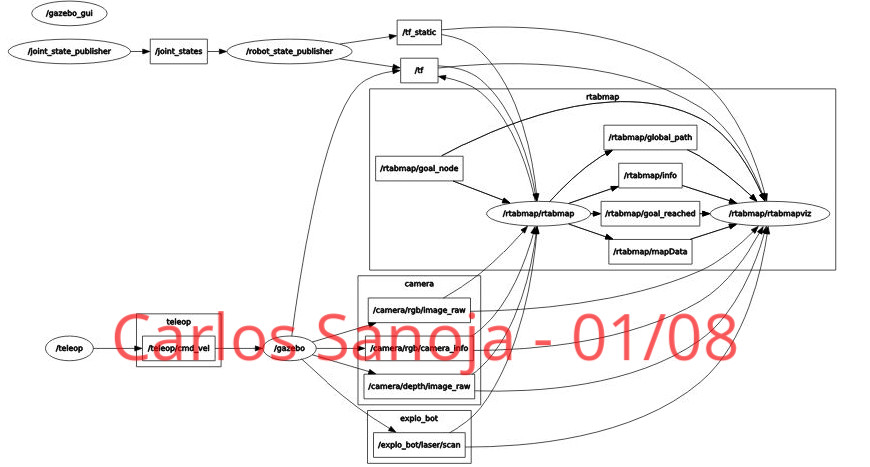 /gazebo_gui
/joint_state_publisher
/joint_states
/robot_state_publisher
/tf_static
/tf
rtabmap
/rtabmap/goal_node
/rtabmap/global_path
/rtabmap/info
/rtabmap/rtabmap
/rtabmap/goal_reached
/rtabmap/rtabmapviz
/rtabmap/mapData
camera
/camera/rgb/image_raw
teleop
Carlos Sanoja - 01/08
/teleop
/teleop/cmd_vel
/gazebo
/camera/rgb/camera_info
/camera/depth/image_raw
explo_bot
/explo_bot/laser/scan